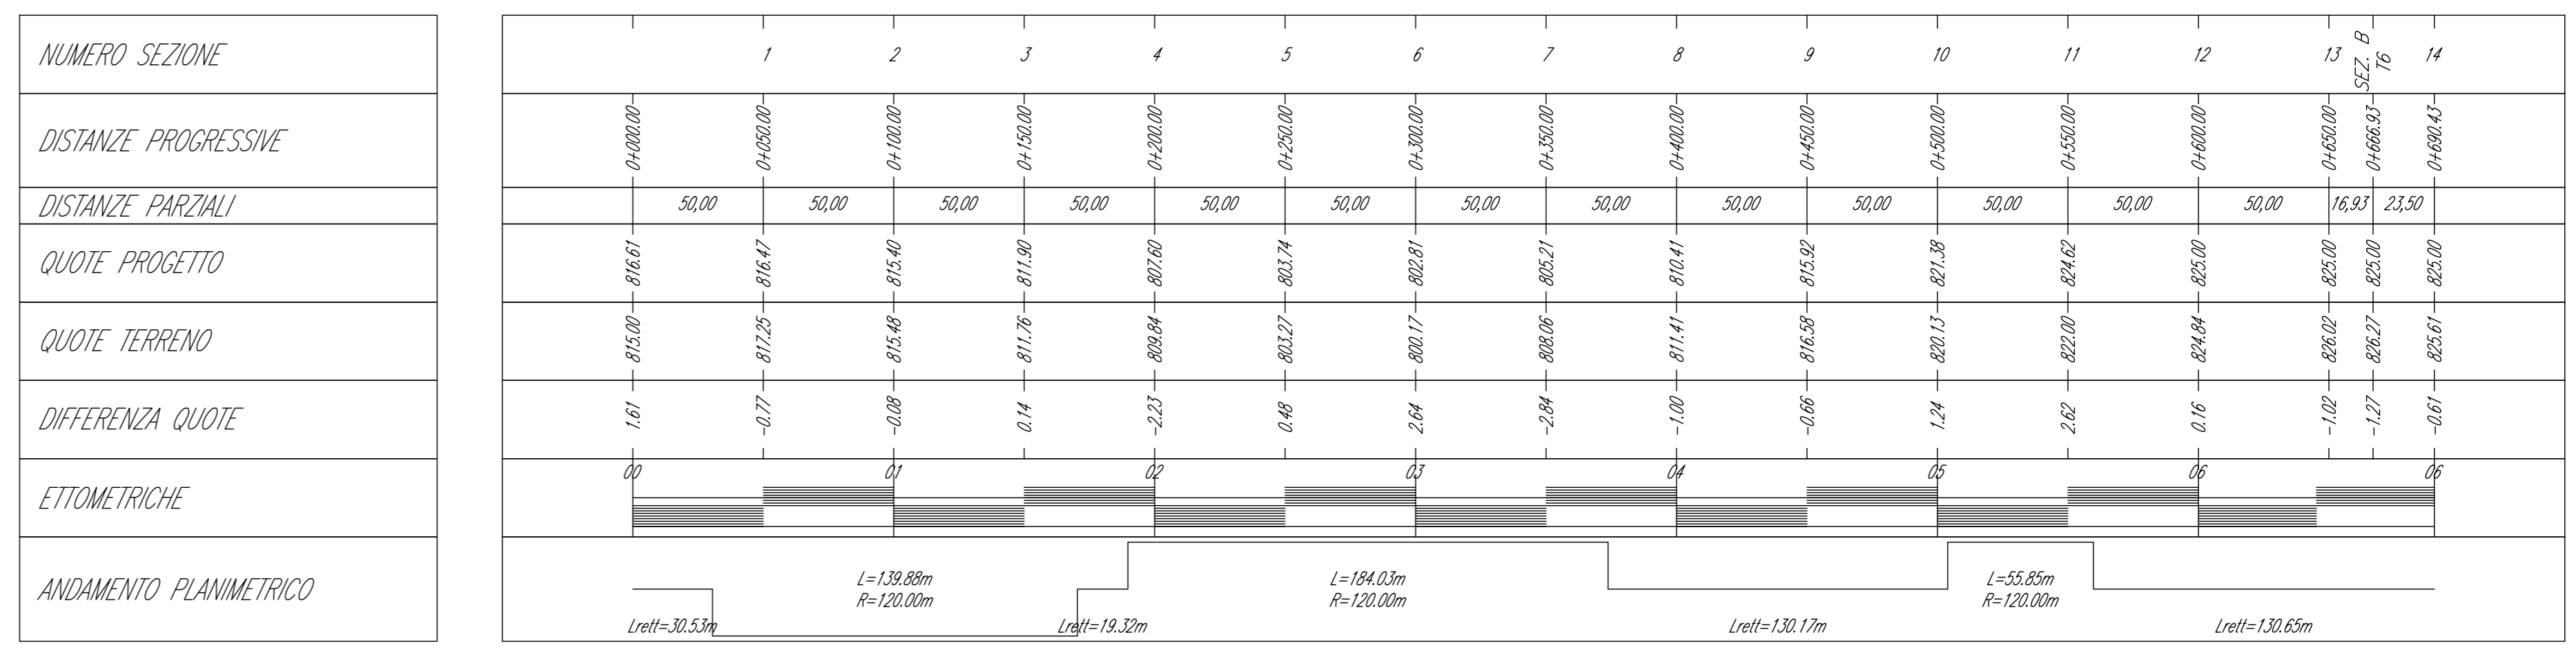 NUMERO SEZIONE
1 2 3 4 5 6 7 8 9 10 11 12 13 SEZ. B T6 14
DISTANZE PROGRESSIVE
0+000.00 0+050.00 0+100.00 0+150.00 0+200.00 0+250.00 0+300.00 0+350.00 0+400.00 0+450.00 0+500.00 0+550.00 0+600.00 0+650.00 0+666.93 0+690.43
DISTANZE PARZIALI
50,00 50,00 50,00 50,00 50,00 50,00 50,00 50,00 50,00 50,00 50,00 50,00 50,00 16,93 23,50
QUOTE PROGETTO
816.61 816.47 815.40 811.90 807.60 803.74 802.81 805.21 810.41 815.92 821.38 824.62 825.00 825.00 825.00 825.00
QUOTE TERRENO
815.00 817.25 815.48 811.76 809.84 803.27 800.17 808.06 811.41 816.58 820.13 822.00 824.84 826.02 826.27 825.61
DIFFERENZA QUOTE
1.61 -0.77 -0.08 0.14 -2.23 0.48 2.64 -2.84 -1.00 -0.66 1.24 2.62 0.16 -1.02 -1.27 -0.61
ETTOMETRICHE
00 01 02 03 04 05 06 06
ANDAMENTO PLANIMETRICO
L=139.88m L=184.03m L=55.85m
R=120.00m R=120.00m R=120.00m
Lrett=30.53m Lrett=19.32m Lrett=130.17m Lrett=130.65m